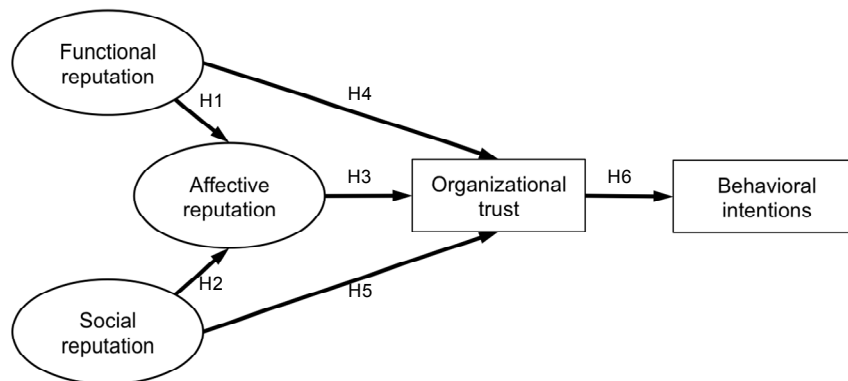 Functional
reputation
H1
H4
Affective
reputation
H3
Organizational
trust
H6
Behavioral
intentions
H2
H5
Social
reputation